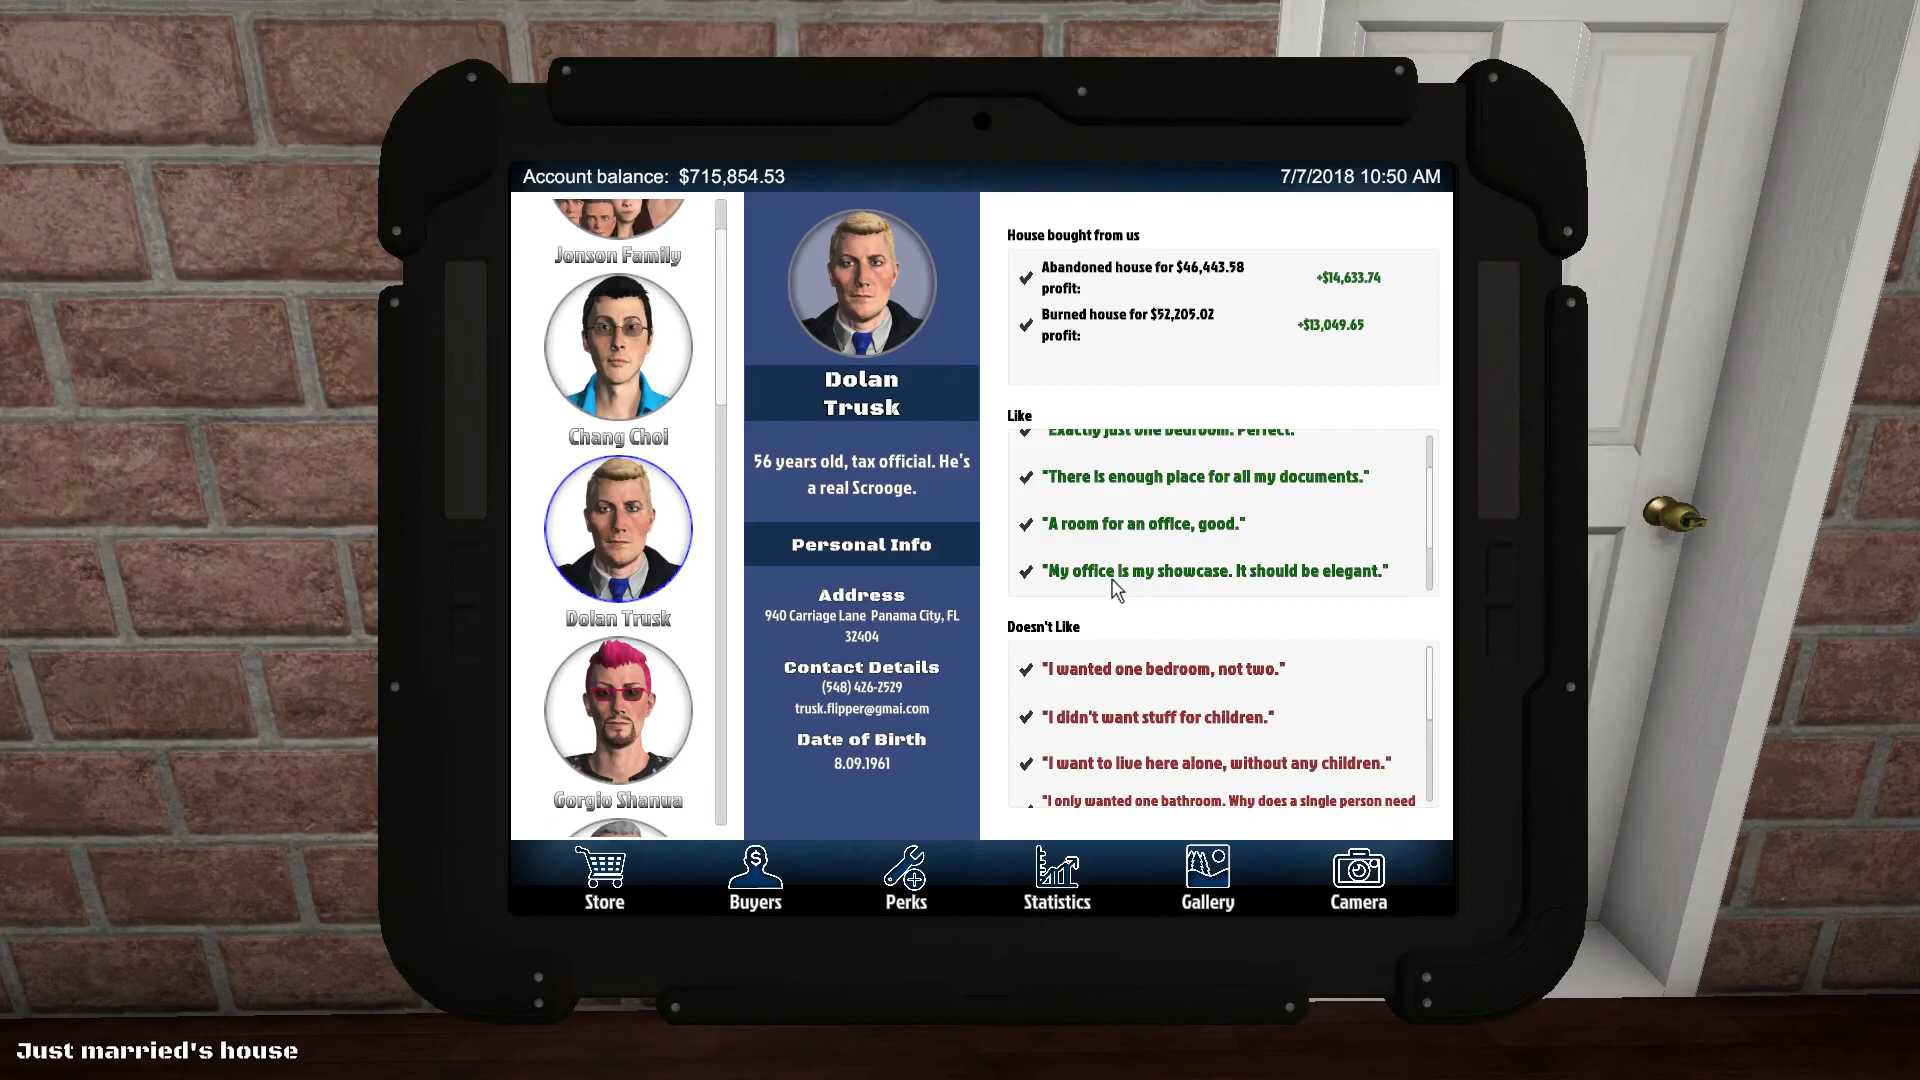 Account balance: $715,854.53
7/7/2018 10:50 AM
Jonson Family
Chang Choi
Dolan Trusk
Gorgio Shanua
Dolan
Trusk
56 years old, tax official. He's
a real Scrooge.
Personal Info
Address
940 Carriage Lane Panama City, FL
32404
Contact Details
(548) 426-2529
trusk.flipper@gmai.com
Date of Birth
8.09.1961
House bought from us
Abandoned house for $46,443.58
profit:
+$14,633.74
Burned house for $52,205.02
profit:
+$13,049.65
Like
"Exactly just one bedroom. Perfect."
"There is enough place for all my documents."
"A room for an office, good."
"My office is my showcase. It should be elegant."
Doesn't Like
"I wanted one bedroom, not two."
"I didn't want stuff for children."
"I want to live here alone, without any children."
"I only wanted one bathroom. Why does a single person need
Store
Buyers
Perks
Statistics
Gallery
Camera
Just married's house